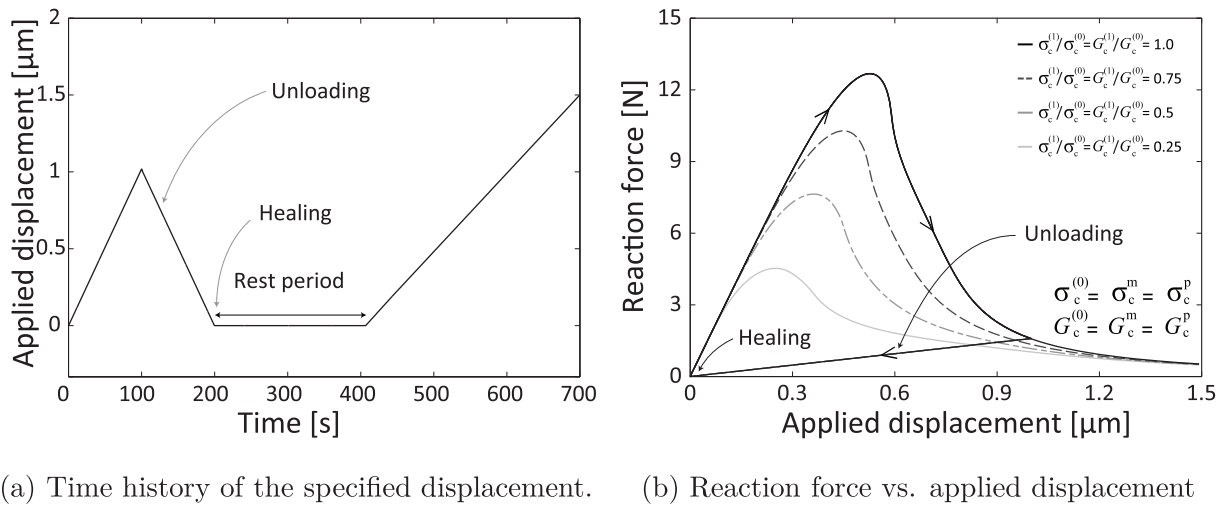 2
1.5
1
0.5
0
Applied displacement [μm]
Unloading
Healing
Rest period
0 100 200 300 400 500 600 700
Time [s]
15
12
9
6
3
0
Reaction force [N]
σc(1)/σc(0)=Gc(1)/Gc(0)= 1.0
σc(1)/σc(0)=Gc(1)/Gc(0)= 0.75
σc(1)/σc(0)=Gc(1)/Gc(0)= 0.5
σc(1)/σc(0)=Gc(1)/Gc(0)= 0.25
Unloading
σc(0)= σcm = σcp
Gc(0)= Gcm = Gcp
Healing
0 0.3 0.6 0.9 1.2 1.5
Applied displacement [μm]
(a) Time history of the specified displacement.
(b) Reaction force vs. applied displacement